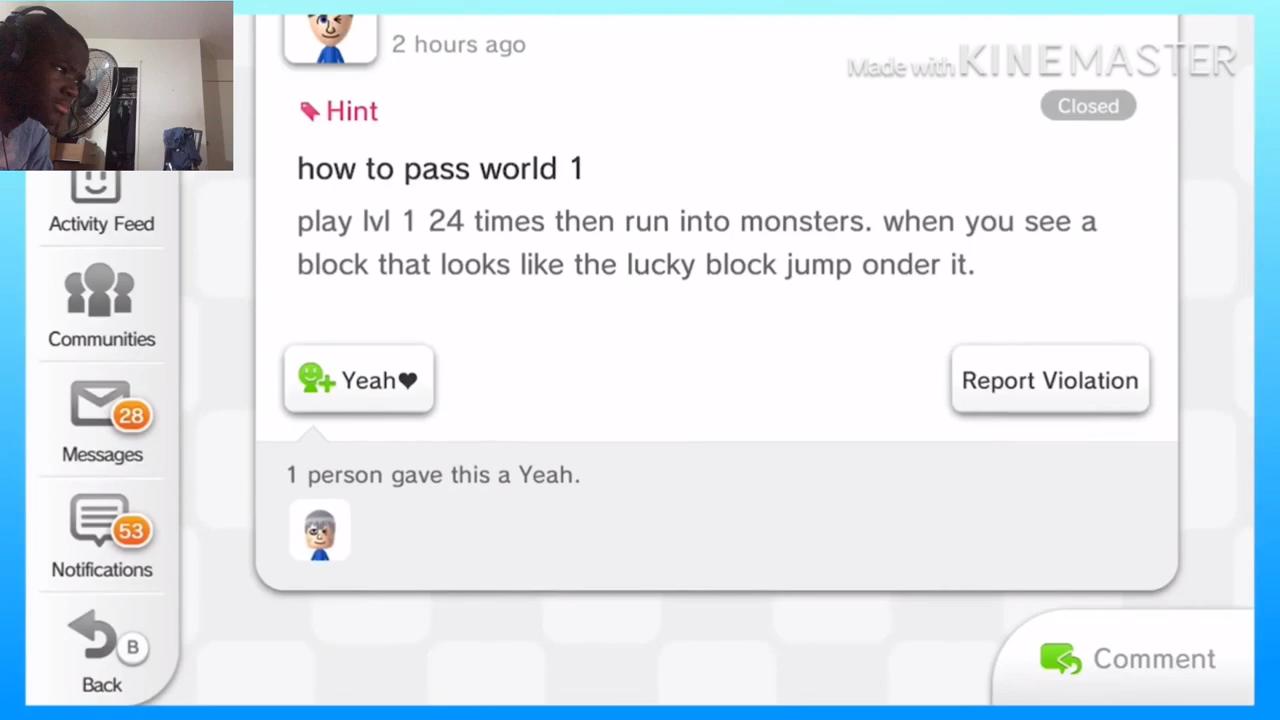 2 hours ago
Made with KINEMASTER
Hint
Closed
how to pass world 1
play lvl 1 24 times then run into monsters. when you see a
block that looks like the lucky block jump onder it.
Activity Feed
Communities
28
Messages
53
Notifications
B
Back
Yeah♥
Report Violation
1 person gave this a Yeah.
Comment